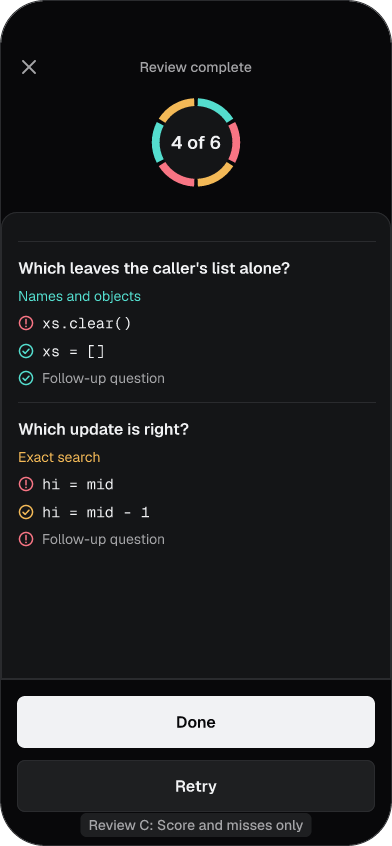 Review complete
4 of 6
Which leaves the caller's list alone?
Names and objects
xs.clear()
xs = []
Follow-up question
Which update is right?
Exact search
hi = mid
hi = mid - 1
Follow-up question
Done
Retry
Review C: Score and misses only